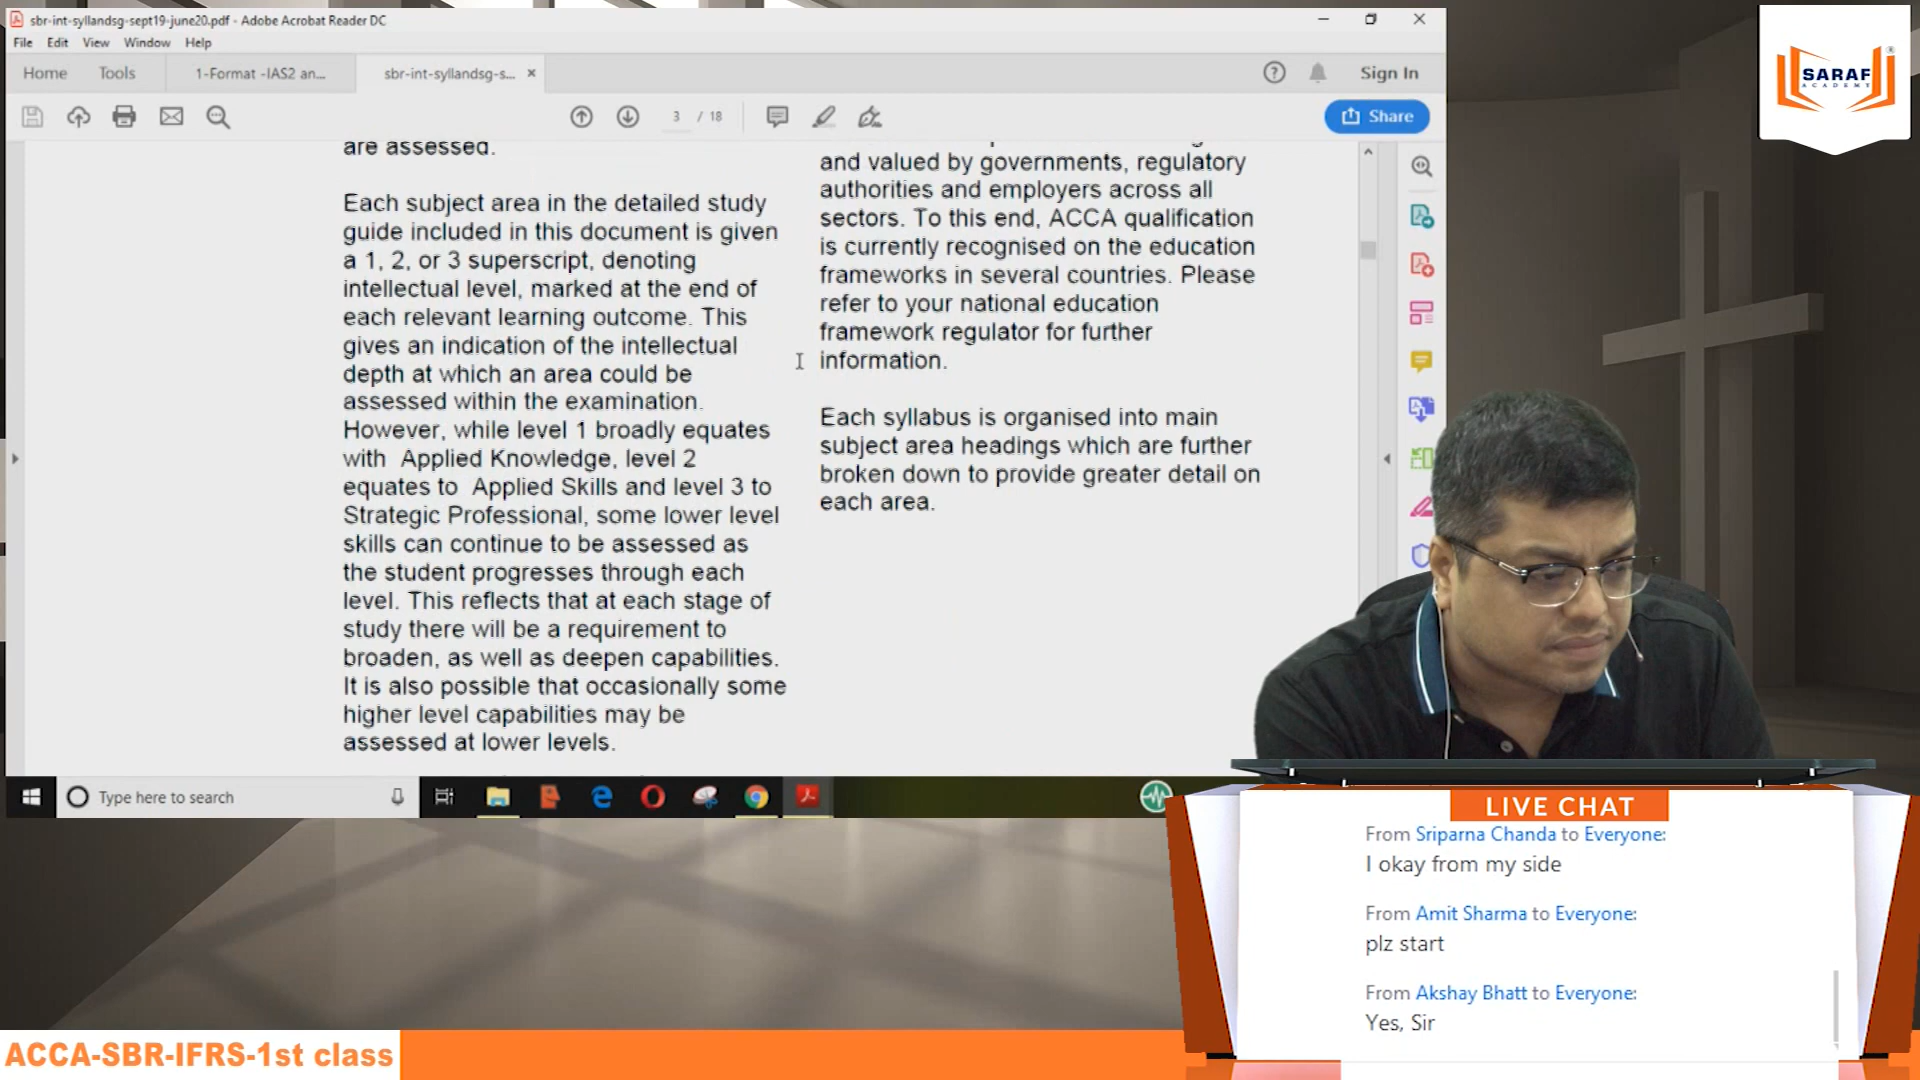 sbr-int-syllandsg-sept19-june20.pdf - Adobe Acrobat Reader DC
File Edit View Window Help
Home Tools 1-Format -IAS2 an... sbr-int-syllandsg-s... × Sign In
3 / 18 Share
are assessed.
Each subject area in the detailed study
guide included in this document is given
a 1, 2, or 3 superscript, denoting
intellectual level, marked at the end of
each relevant learning outcome. This
gives an indication of the intellectual
depth at which an area could be
assessed within the examination.
However, while level 1 broadly equates
with Applied Knowledge, level 2
equates to Applied Skills and level 3 to
Strategic Professional, some lower level
skills can continue to be assessed as
the student progresses through each
level. This reflects that at each stage of
study there will be a requirement to
broaden, as well as deepen capabilities.
It is also possible that occasionally some
higher level capabilities may be
assessed at lower levels.
and valued by governments, regulatory
authorities and employers across all
sectors. To this end, ACCA qualification
is currently recognised on the education
frameworks in several countries. Please
refer to your national education
framework regulator for further
information.
Each syllabus is organised into main
subject area headings which are further
broken down to provide greater detail on
each area.
Type here to search
SARAF
ACADEMY
®
LIVE CHAT
From Sriparna Chanda to Everyone:
I okay from my side
From Amit Sharma to Everyone:
plz start
From Akshay Bhatt to Everyone:
Yes, Sir
ACCA-SBR-IFRS-1st class